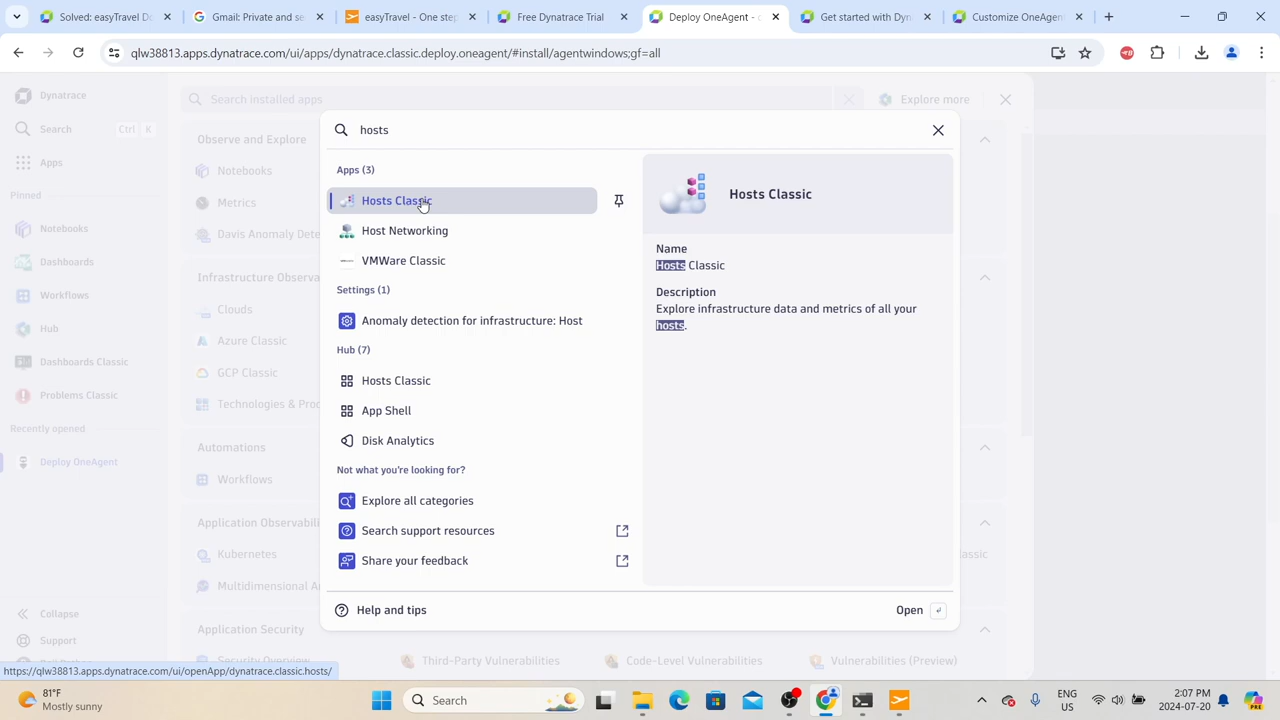 easyTravel D
Gmail: Private and se
easyTravel - One step
Free Dynatrace Trial
Deploy OneAgent - c
Get started with Dyn
Customize OneAgen
qlw38813.apps.dynatrace.com/ui/apps/dynatrace.classic.deploy.oneagent/#install/agentwindows;gf=all
Dynatrace
Search installed apps
Explore more
Search
Ctrl K
Apps
Pinned
Notebooks
Dashboards
Workflows
Hub
Dashboards Classic
Problems Classic
Recently opened
Deploy OneAgent
Collapse
Support
Observe and Explore
Notebooks
Metrics
Davis Anomaly Dete
Infrastructure Observa
Clouds
Azure Classic
GCP Classic
Technologies & Proc
Automations
Workflows
Application Observabili
Kubernetes
Multidimensional A
assic
Application Security
Security Overview
Third-Party Vulnerabilities
Code-Level Vulnerabilities
Vulnerabilities (Preview)
hosts
Apps (3)
Hosts Classic
Host Networking
VMWare Classic
Settings (1)
Anomaly detection for infrastructure: Host
Hub (7)
Hosts Classic
App Shell
Disk Analytics
Not what you're looking for?
Explore all categories
Search support resources
Share your feedback
Hosts Classic
Name
Hosts Classic
Description
Explore infrastructure data and metrics of all your
hosts.
Help and tips
Open
https://qlw38813.apps.dynatrace.com/ui/openApp/dynatrace.classic.hosts/
81°F
Mostly sunny
Search
ENG
US
2:07 PM
2024-07-20